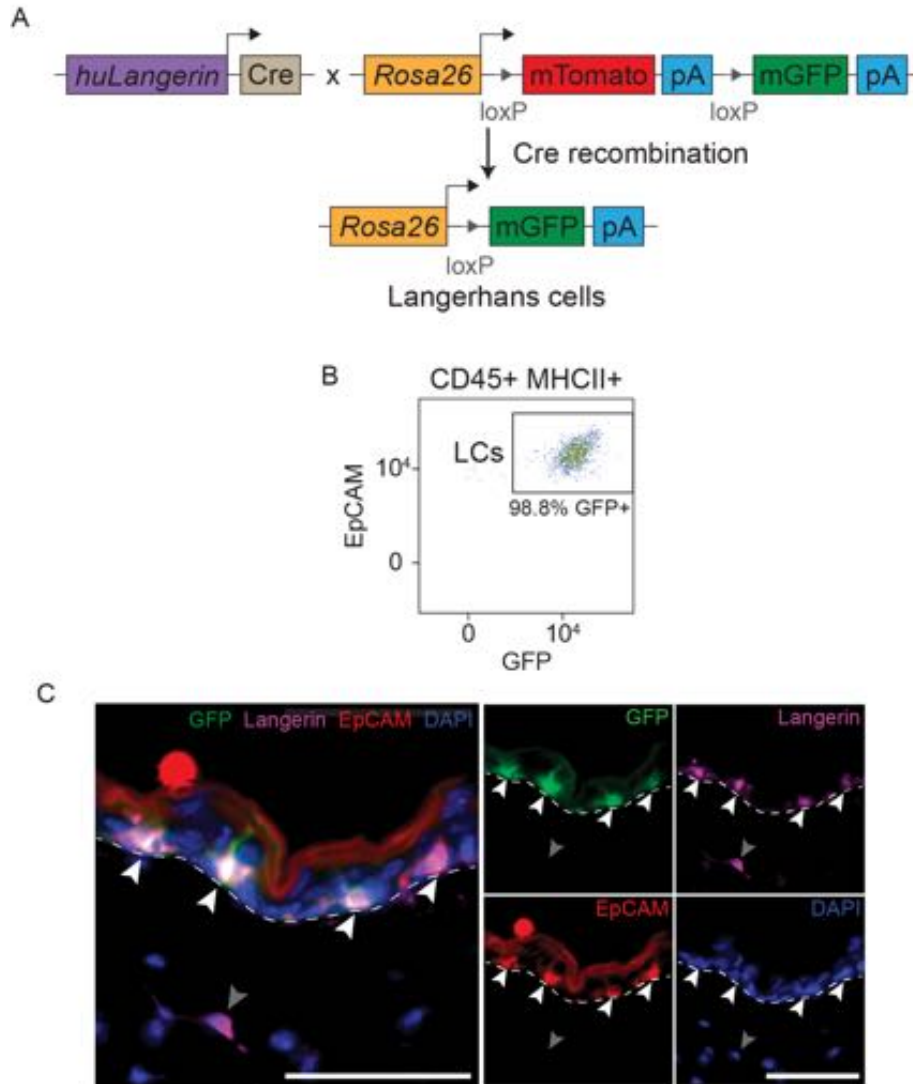 A
huLangerin Cre x Rosa26 mTomato pA mGFP pA
loxP loxP
Cre recombination
Rosa26 mGFP pA
loxP
Langerhans cells
B
CD45+ MHCII+
LCs
98.8% GFP+
EpCAM
10⁴
0
0 10⁴
GFP
C
GFP Langerin EpCAM DAPI
GFP
Langerin
EpCAM
DAPI